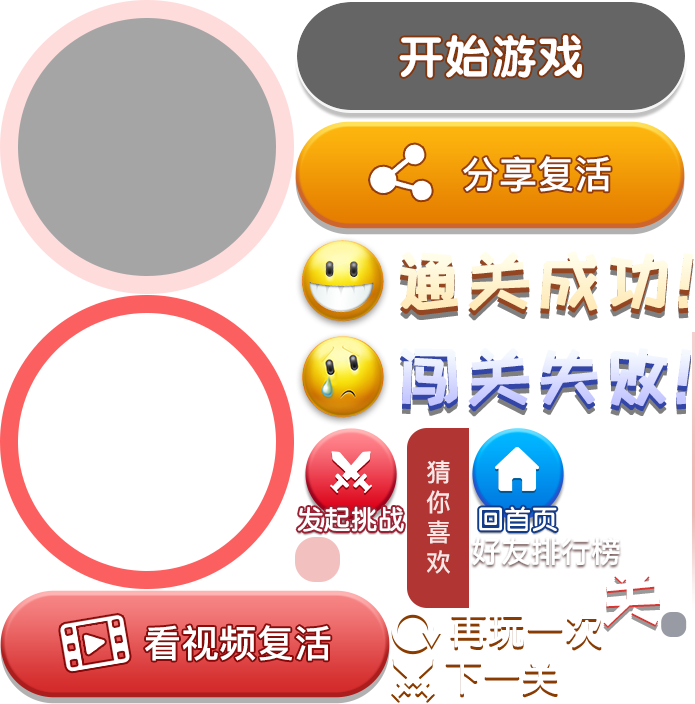 开始游戏
分享复活
通关成功!
闯关失败!
发起挑战
猜你喜欢
回首页
好友排行榜
关
看视频复活
再玩一次
下一关